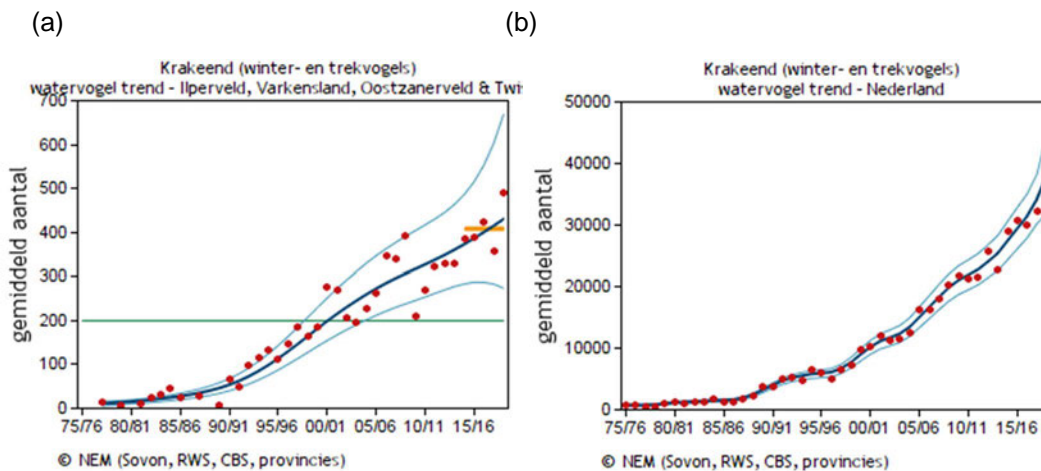 (a)
Krakeend (winter- en trekvogels)
watervogel trend - Ilperveld, Varkensland, Oostzanerveld & Twi
gemiddeld aantal
700
600
500
400
300
200
100
0
75/76 80/81 85/86 90/91 95/96 00/01 05/06 10/11 15/16
© NEM (Sovon, RWS, CBS, provincies)
(b)
Krakeend (winter- en trekvogels)
watervogel trend - Nederland
gemiddeld aantal
50000
40000
30000
20000
10000
0
75/76 80/81 85/86 90/91 95/96 00/01 05/06 10/11 15/16
© NEM (Sovon, RWS, CBS, provincies)